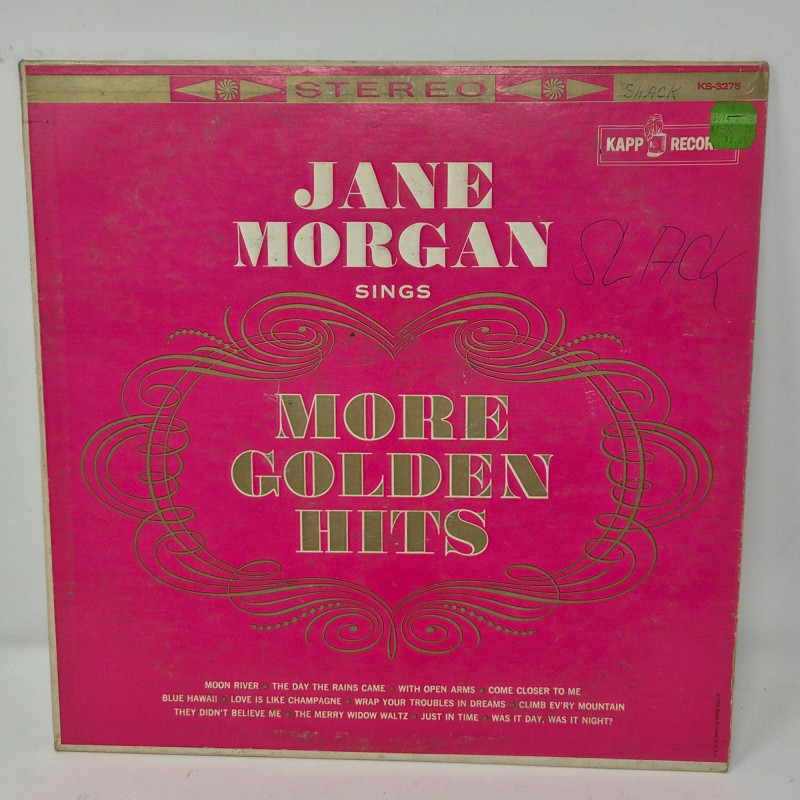 STEREO
"SLACK
KS-3275
KAPP RECOR
JANE
MORGAN
SLACK
SINGS
MORE
GOLDEN
HITS
MOON RIVER • THE DAY THE RAINS CAME • WITH OPEN ARMS • COME CLOSER TO ME
BLUE HAWAII • LOVE IS LIKE CHAMPAGNE • WRAP YOUR TROUBLES IN DREAMS • CLIMB EV'RY MOUNTAIN
THEY DIDN'T BELIEVE ME • THE MERRY WIDOW WALTZ • JUST IN TIME • WAS IT DAY, WAS IT NIGHT?